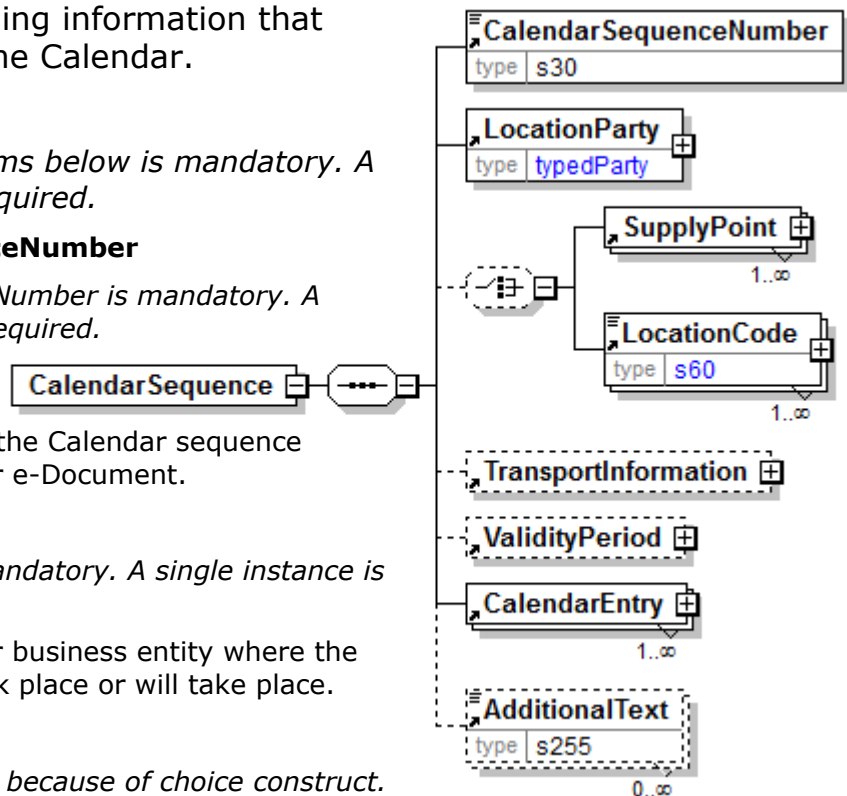 ing information that
ne Calendar.
ms below is mandatory. A
quired.
ceNumber
Number is mandatory. A
equired.
the Calendar sequence
r e-Document.
andatory. A single instance is
r business entity where the
k place or will take place.
because of choice construct.
CalendarSequence
CalendarSequenceNumber
type s30
LocationParty
type typedParty
SupplyPoint
1..∞
LocationCode
type s60
1..∞
TransportInformation
ValidityPeriod
CalendarEntry
1..∞
AdditionalText
type s255
0..∞